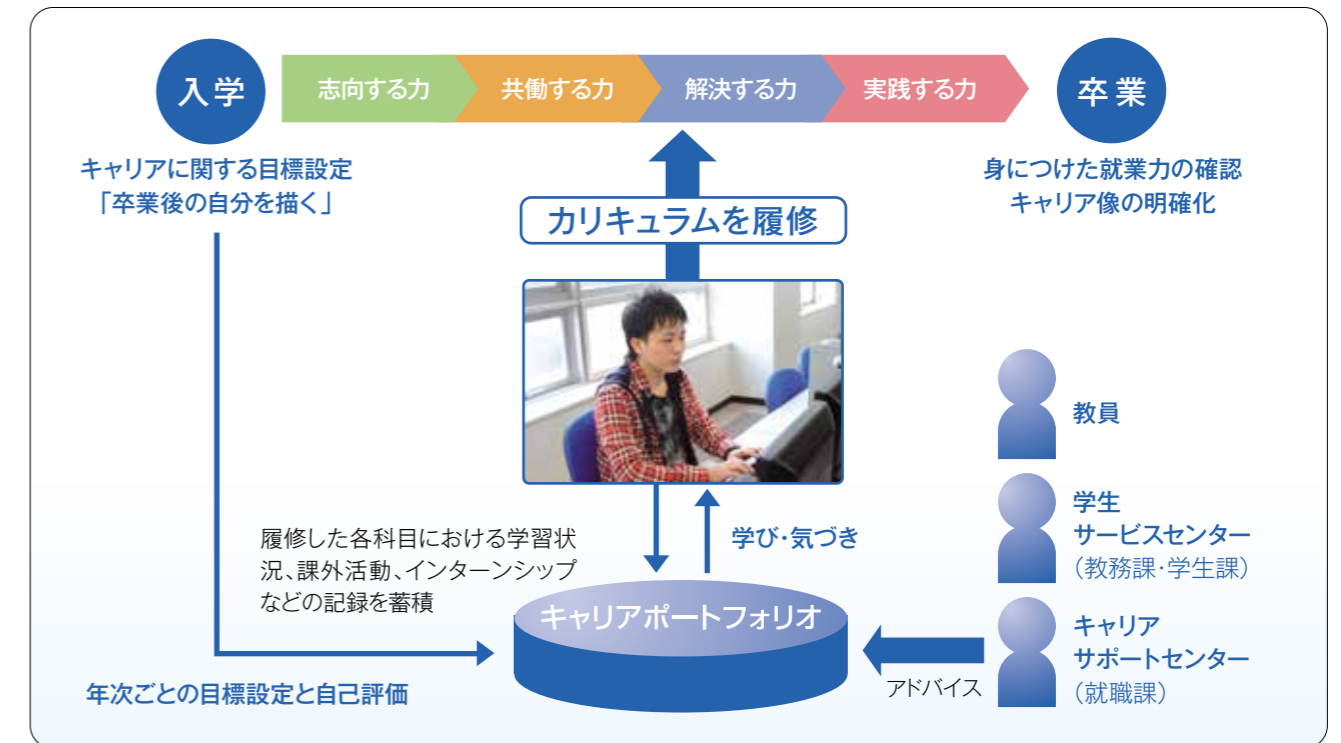 入学
志向する力
共働する力
解決する力
実践する力
卒業
キャリアに関する目標設定
「卒業後の自分を描く」
身につけた就業力の確認
キャリア像の明確化
カリキュラムを履修
教員
学生
サービスセンター
（教務課・学生課）
キャリア
サポートセンター
（就職課）
履修した各科目における学習状
況、課外活動、インターンシップ
などの記録を蓄積
学び・気づき
キャリアポートフォリオ
アドバイス
年次ごとの目標設定と自己評価